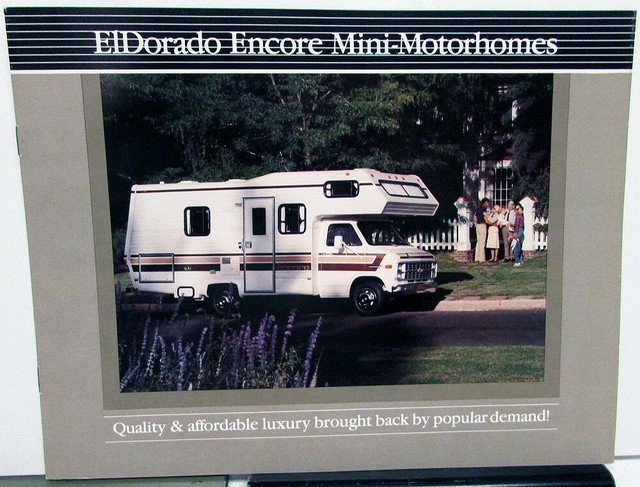 ElDorado Encore Mini-Motorhomes
Quality & affordable luxury brought back by popular demand!